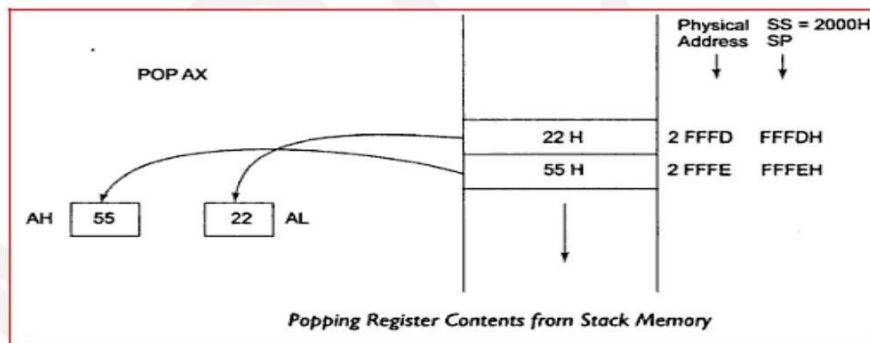 Physical SS = 2000H
Address SP
POP AX
22 H 2 FFFD FFFDH
55 H 2 FFFE FFFEH
AH 55 22 AL
Popping Register Contents from Stack Memory